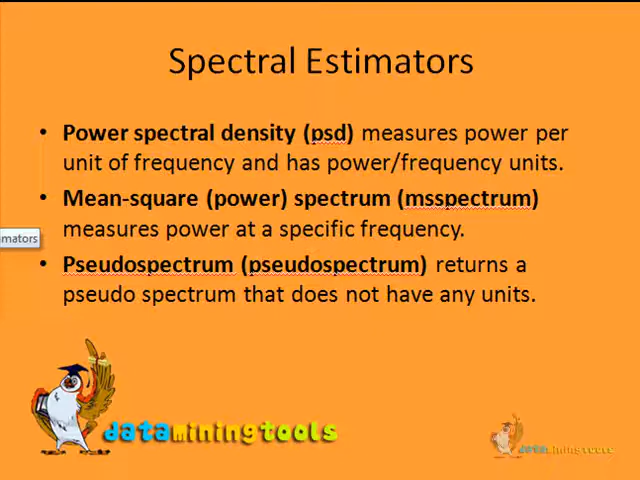 Spectral Estimators
• Power spectral density (psd) measures power per
unit of frequency and has power/frequency units.
• Mean-square (power) spectrum (msspectrum)
measures power at a specific frequency.
imators
• Pseudospectrum (pseudospectrum) returns a
pseudo spectrum that does not have any units.
dataminingtools
dataminingtools